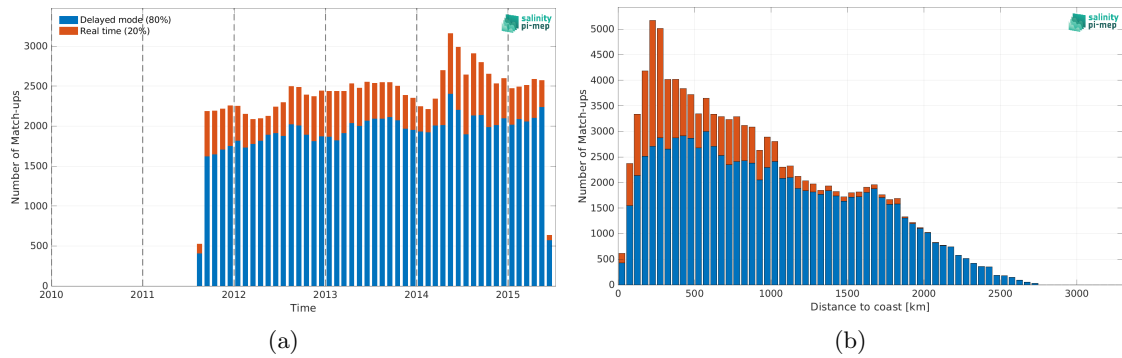 Delayed mode (80%)
Real time (20%)
salinity
pi-mep
Number of Match-ups
3000
2500
2000
1500
1000
500
0
2010
2011
2012
2013
2014
2015
Time
(a)
salinity
pi-mep
Number of Match-ups
5000
4500
4000
3500
3000
2500
2000
1500
1000
500
0
0
500
1000
1500
2000
2500
3000
Distance to coast [km]
(b)